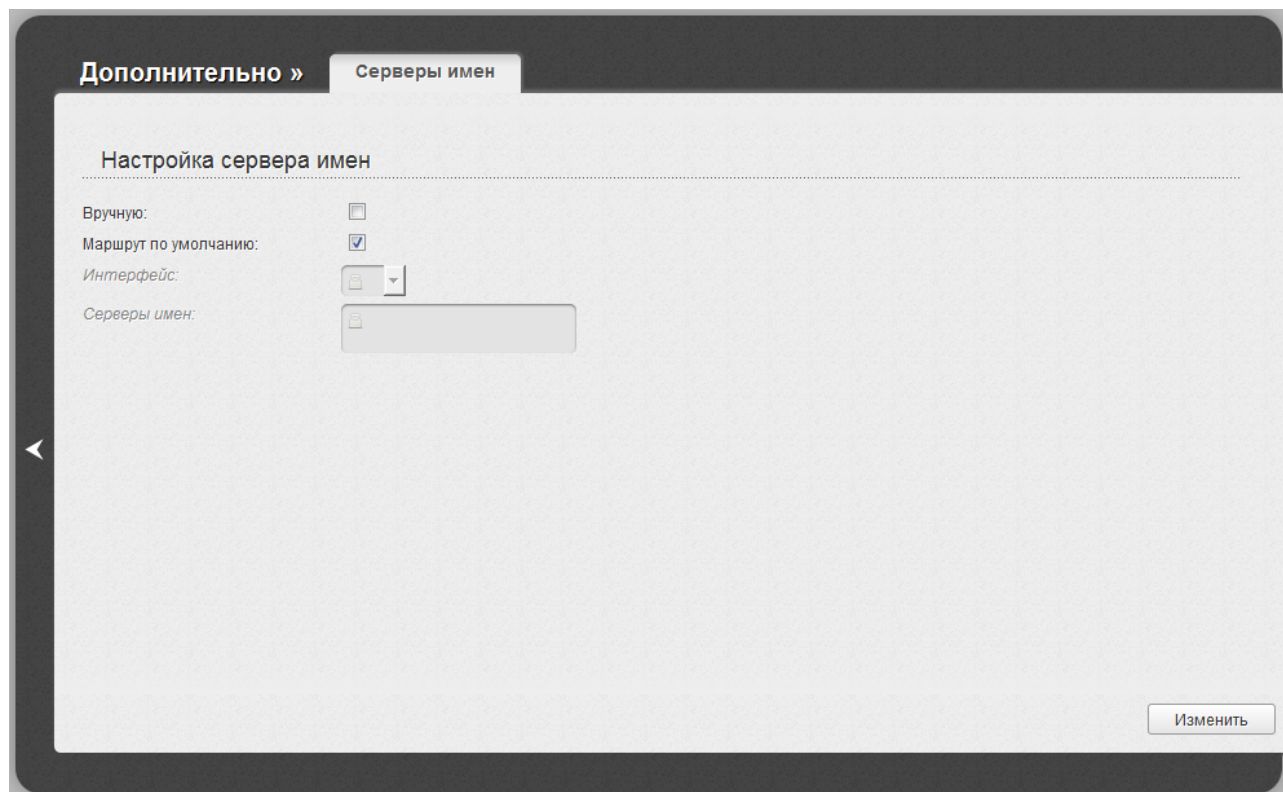 Дополнительно »
Серверы имен
Настройка сервера имен
Вручную:
Маршрут по умолчанию:
Интерфейс:
Серверы имен:
Изменить